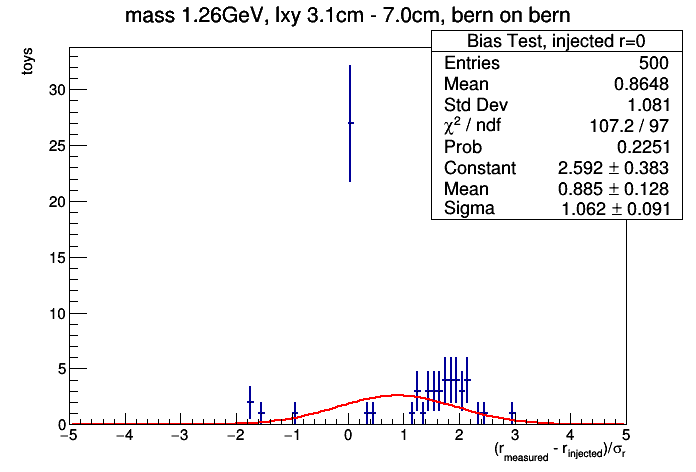 mass 1.26GeV, lxy 3.1cm - 7.0cm, bern on bern
Bias Test, injected r=0
Entries 500
Mean 0.8648
Std Dev 1.081
χ² / ndf 107.2 / 97
Prob 0.2251
Constant 2.592 ± 0.383
Mean 0.885 ± 0.128
Sigma 1.062 ± 0.091
toys
30
25
20
15
10
5
0
−5 −4 −3 −2 −1 0 1 2 3 4 5
(r_measured - r_injected)/σ_r